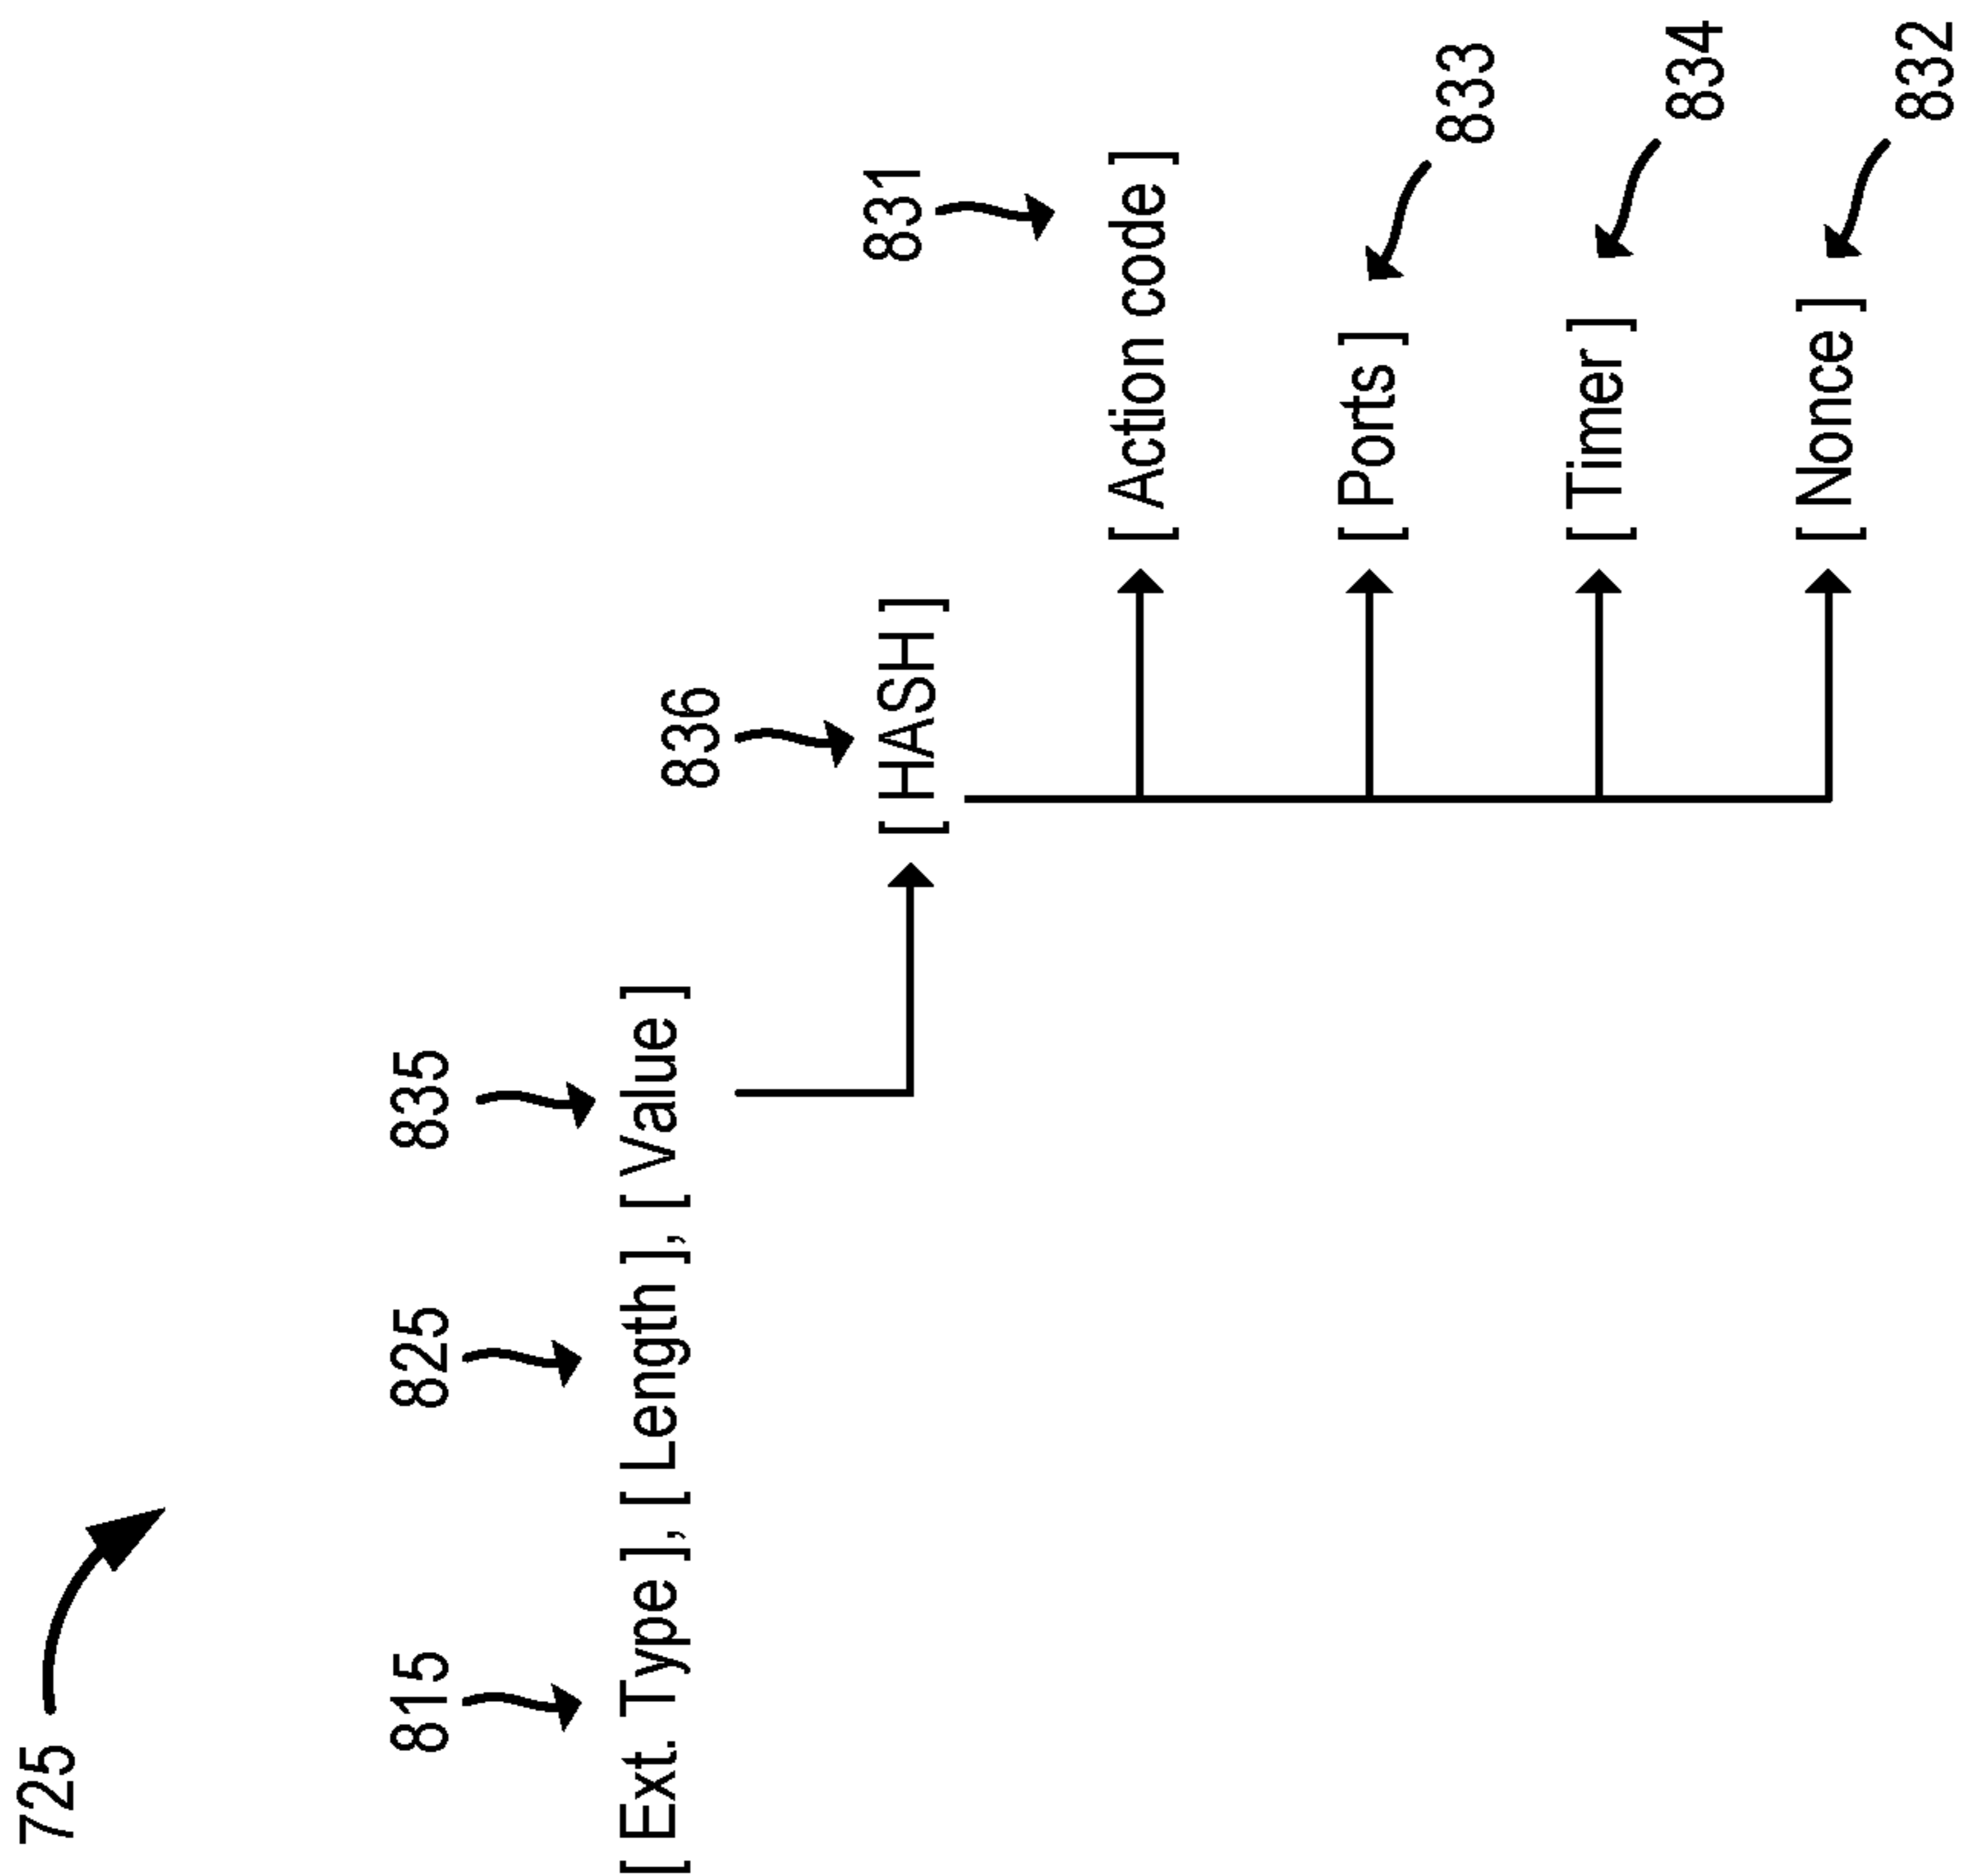 725
815 825 835
[ Ext. Type ], [ Length ], [ Value ]
836
[ HASH ]
831
[ Action code ]
833
[ Ports ]
834
[ Timer ]
832
[ Nonce ]